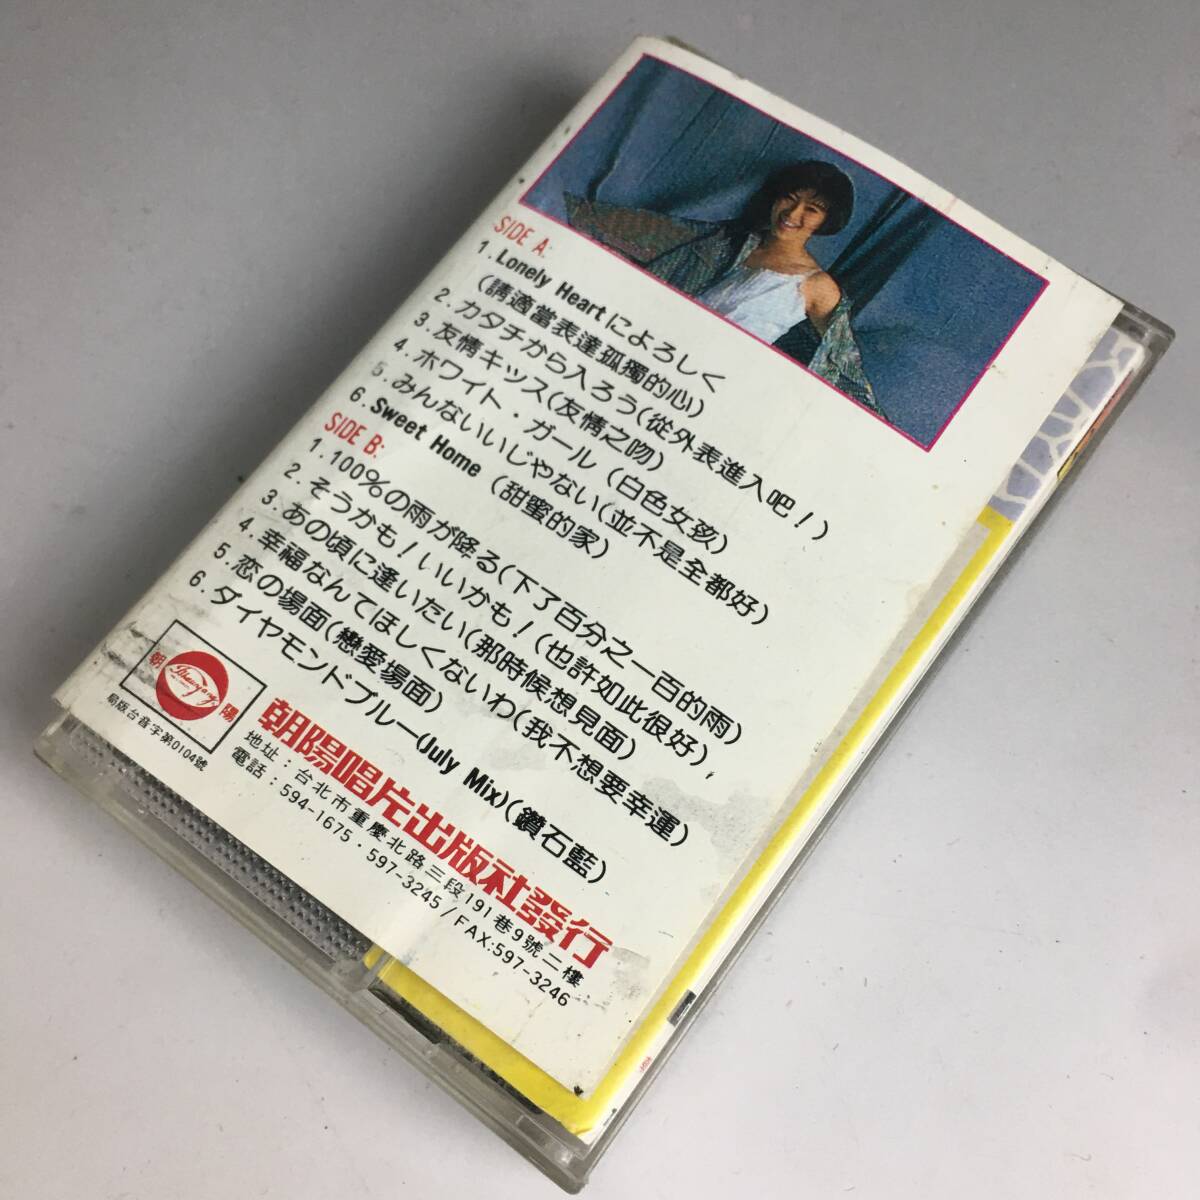 SIDE A:
1. Lonely Heartによろしく
(請適當表達孤獨的心)
2. カタチから入ろう(從外表進入吧!)
3. 友情キッス(友情之吻)
4. ホワイト・ガール (白色女孩)
5. みんないいじゃない(並不是全都好)
6. Sweet Home (甜蜜的家)
SIDE B:
1. 100%の雨が降る(下了百分之一百的雨)
2. そうかも!いいかも!(也許如此很好)
3. あの頃に逢いたい(那時候想見面)
4. 幸福なんてほしくないわ(我不想要幸運)
5. 恋の場面(戀愛場面)
6. ダイヤモンドブルー(July Mix)(鑽石藍)
朝 陽
局版台音字第0104號
朝陽唱片出版社發行
地址:台北市重慶北路三段191巷9號二樓
電話:594-1675・597-3245/FAX:597-3246